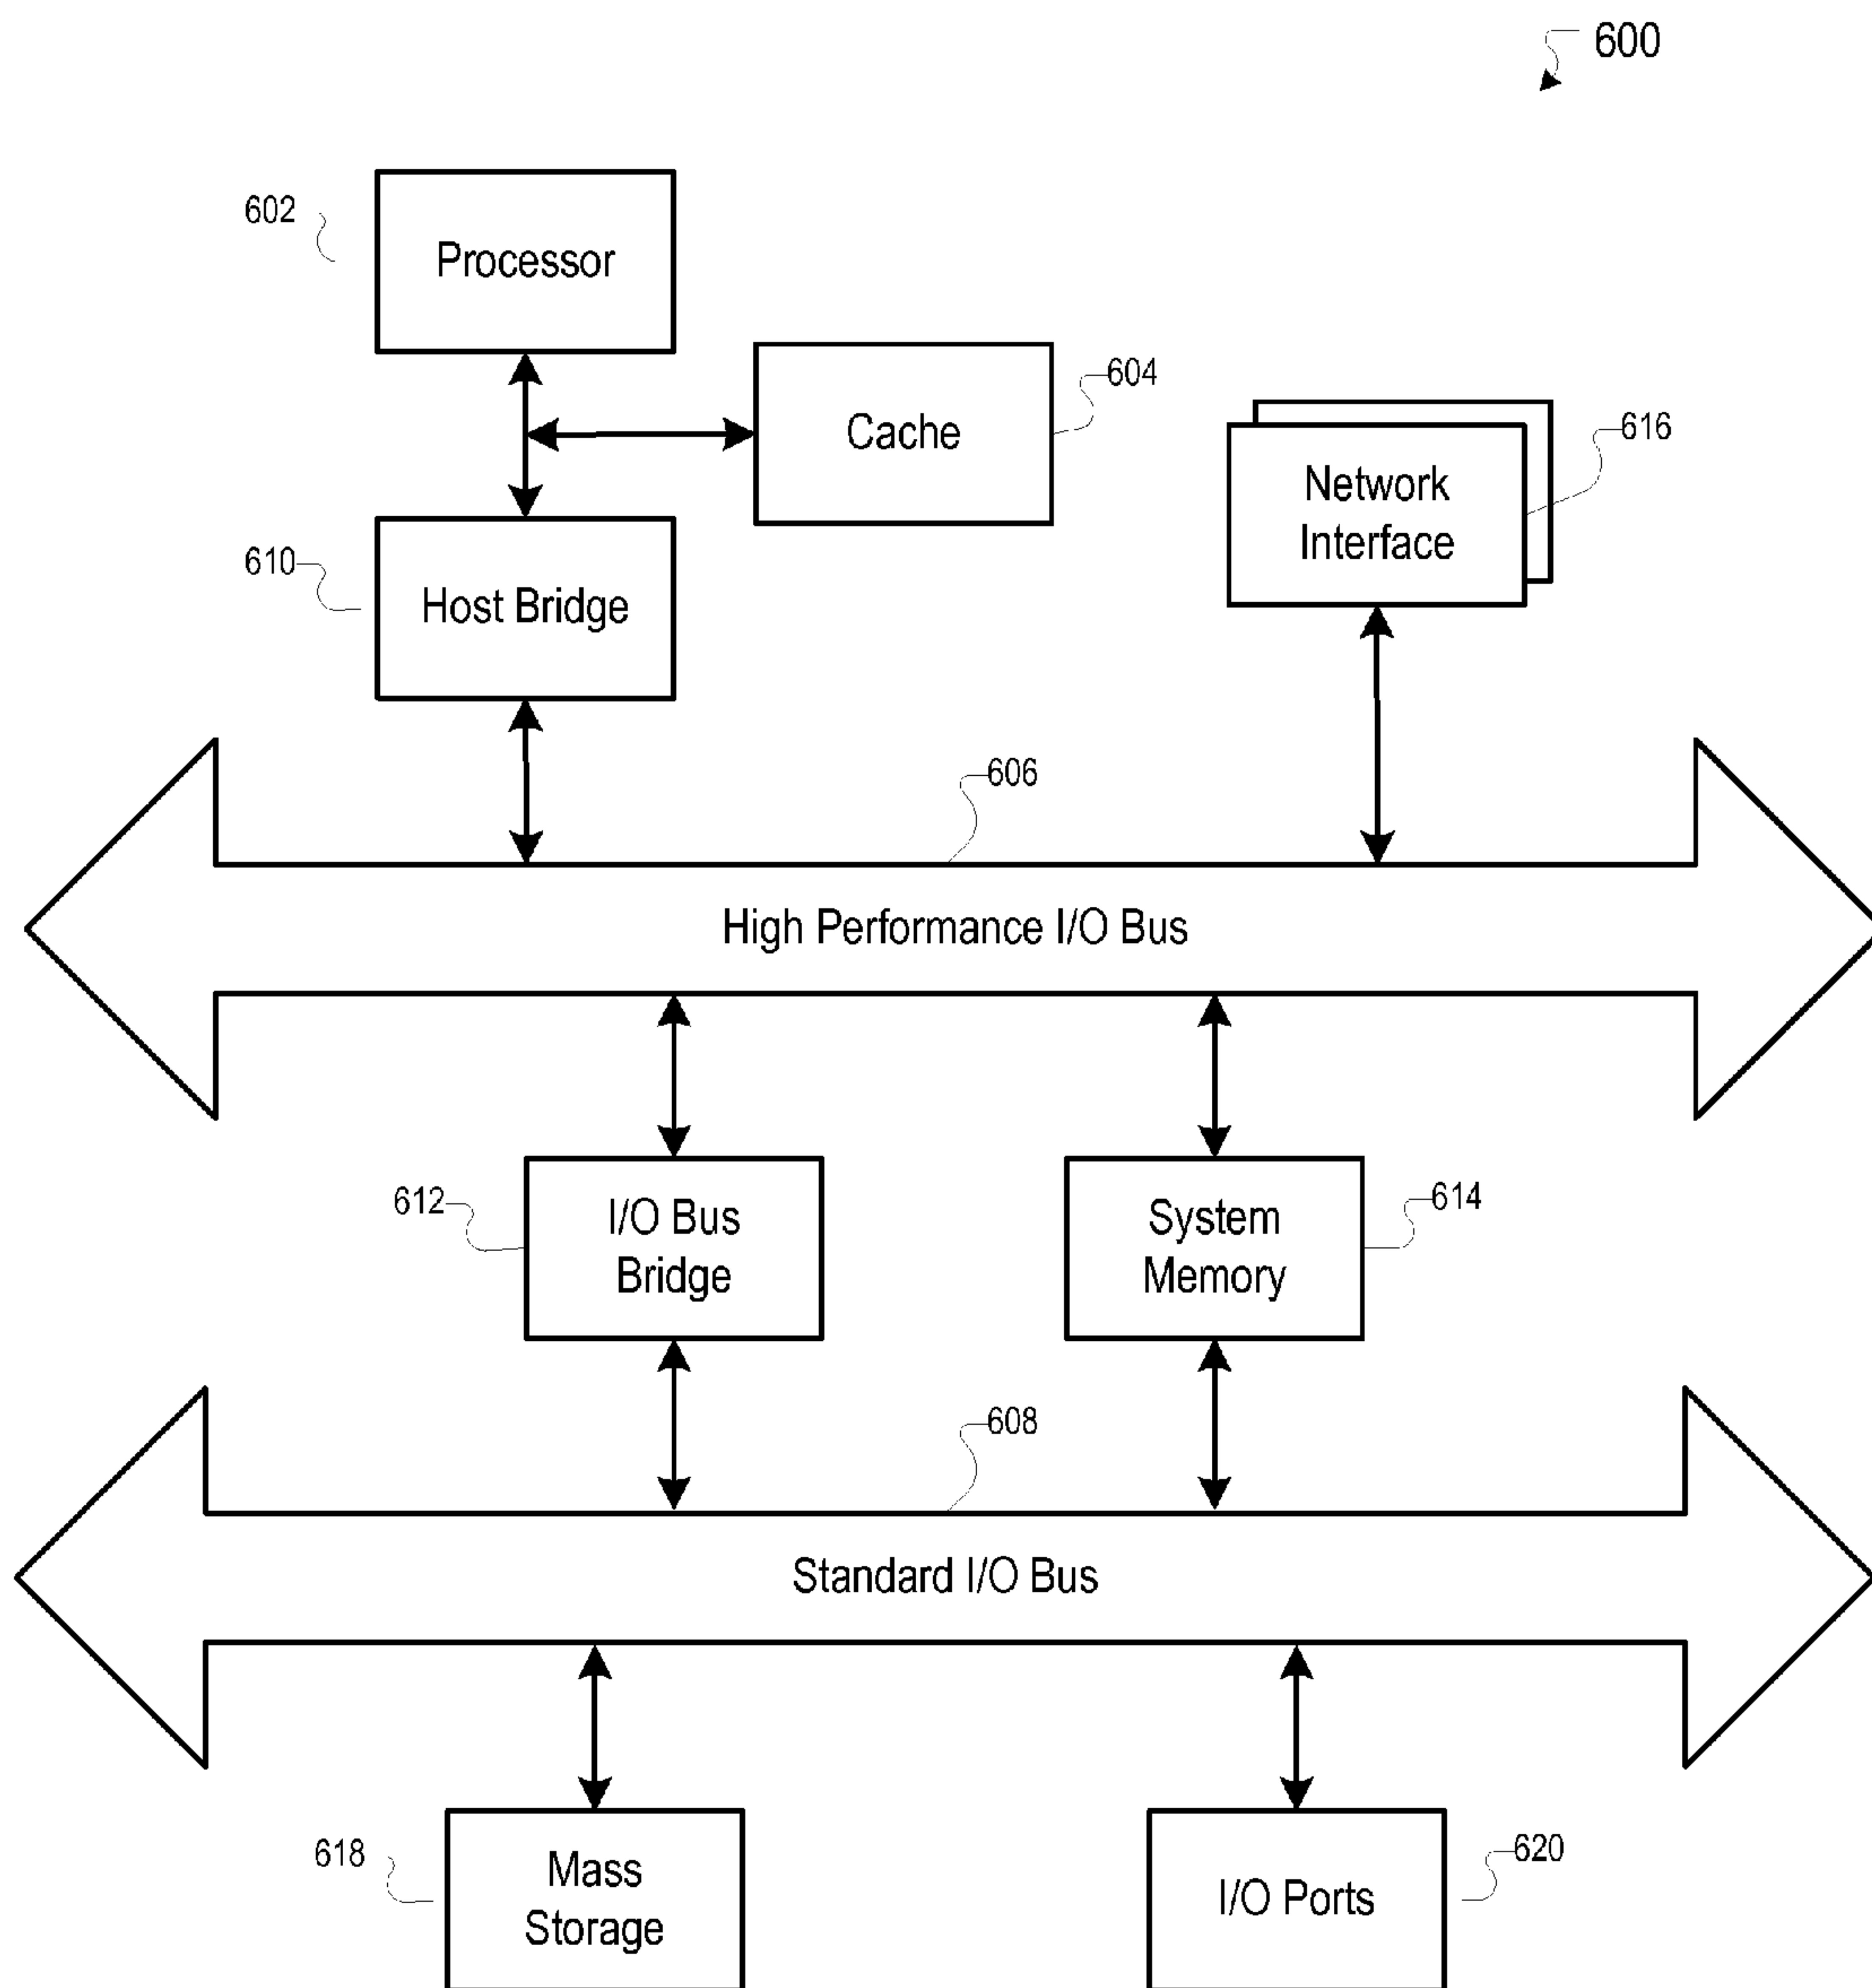 600
602
Processor
604
Cache
616
Network
Interface
610
Host Bridge
606
High Performance I/O Bus
612
I/O Bus
Bridge
614
System
Memory
608
Standard I/O Bus
618
Mass
Storage
620
I/O Ports